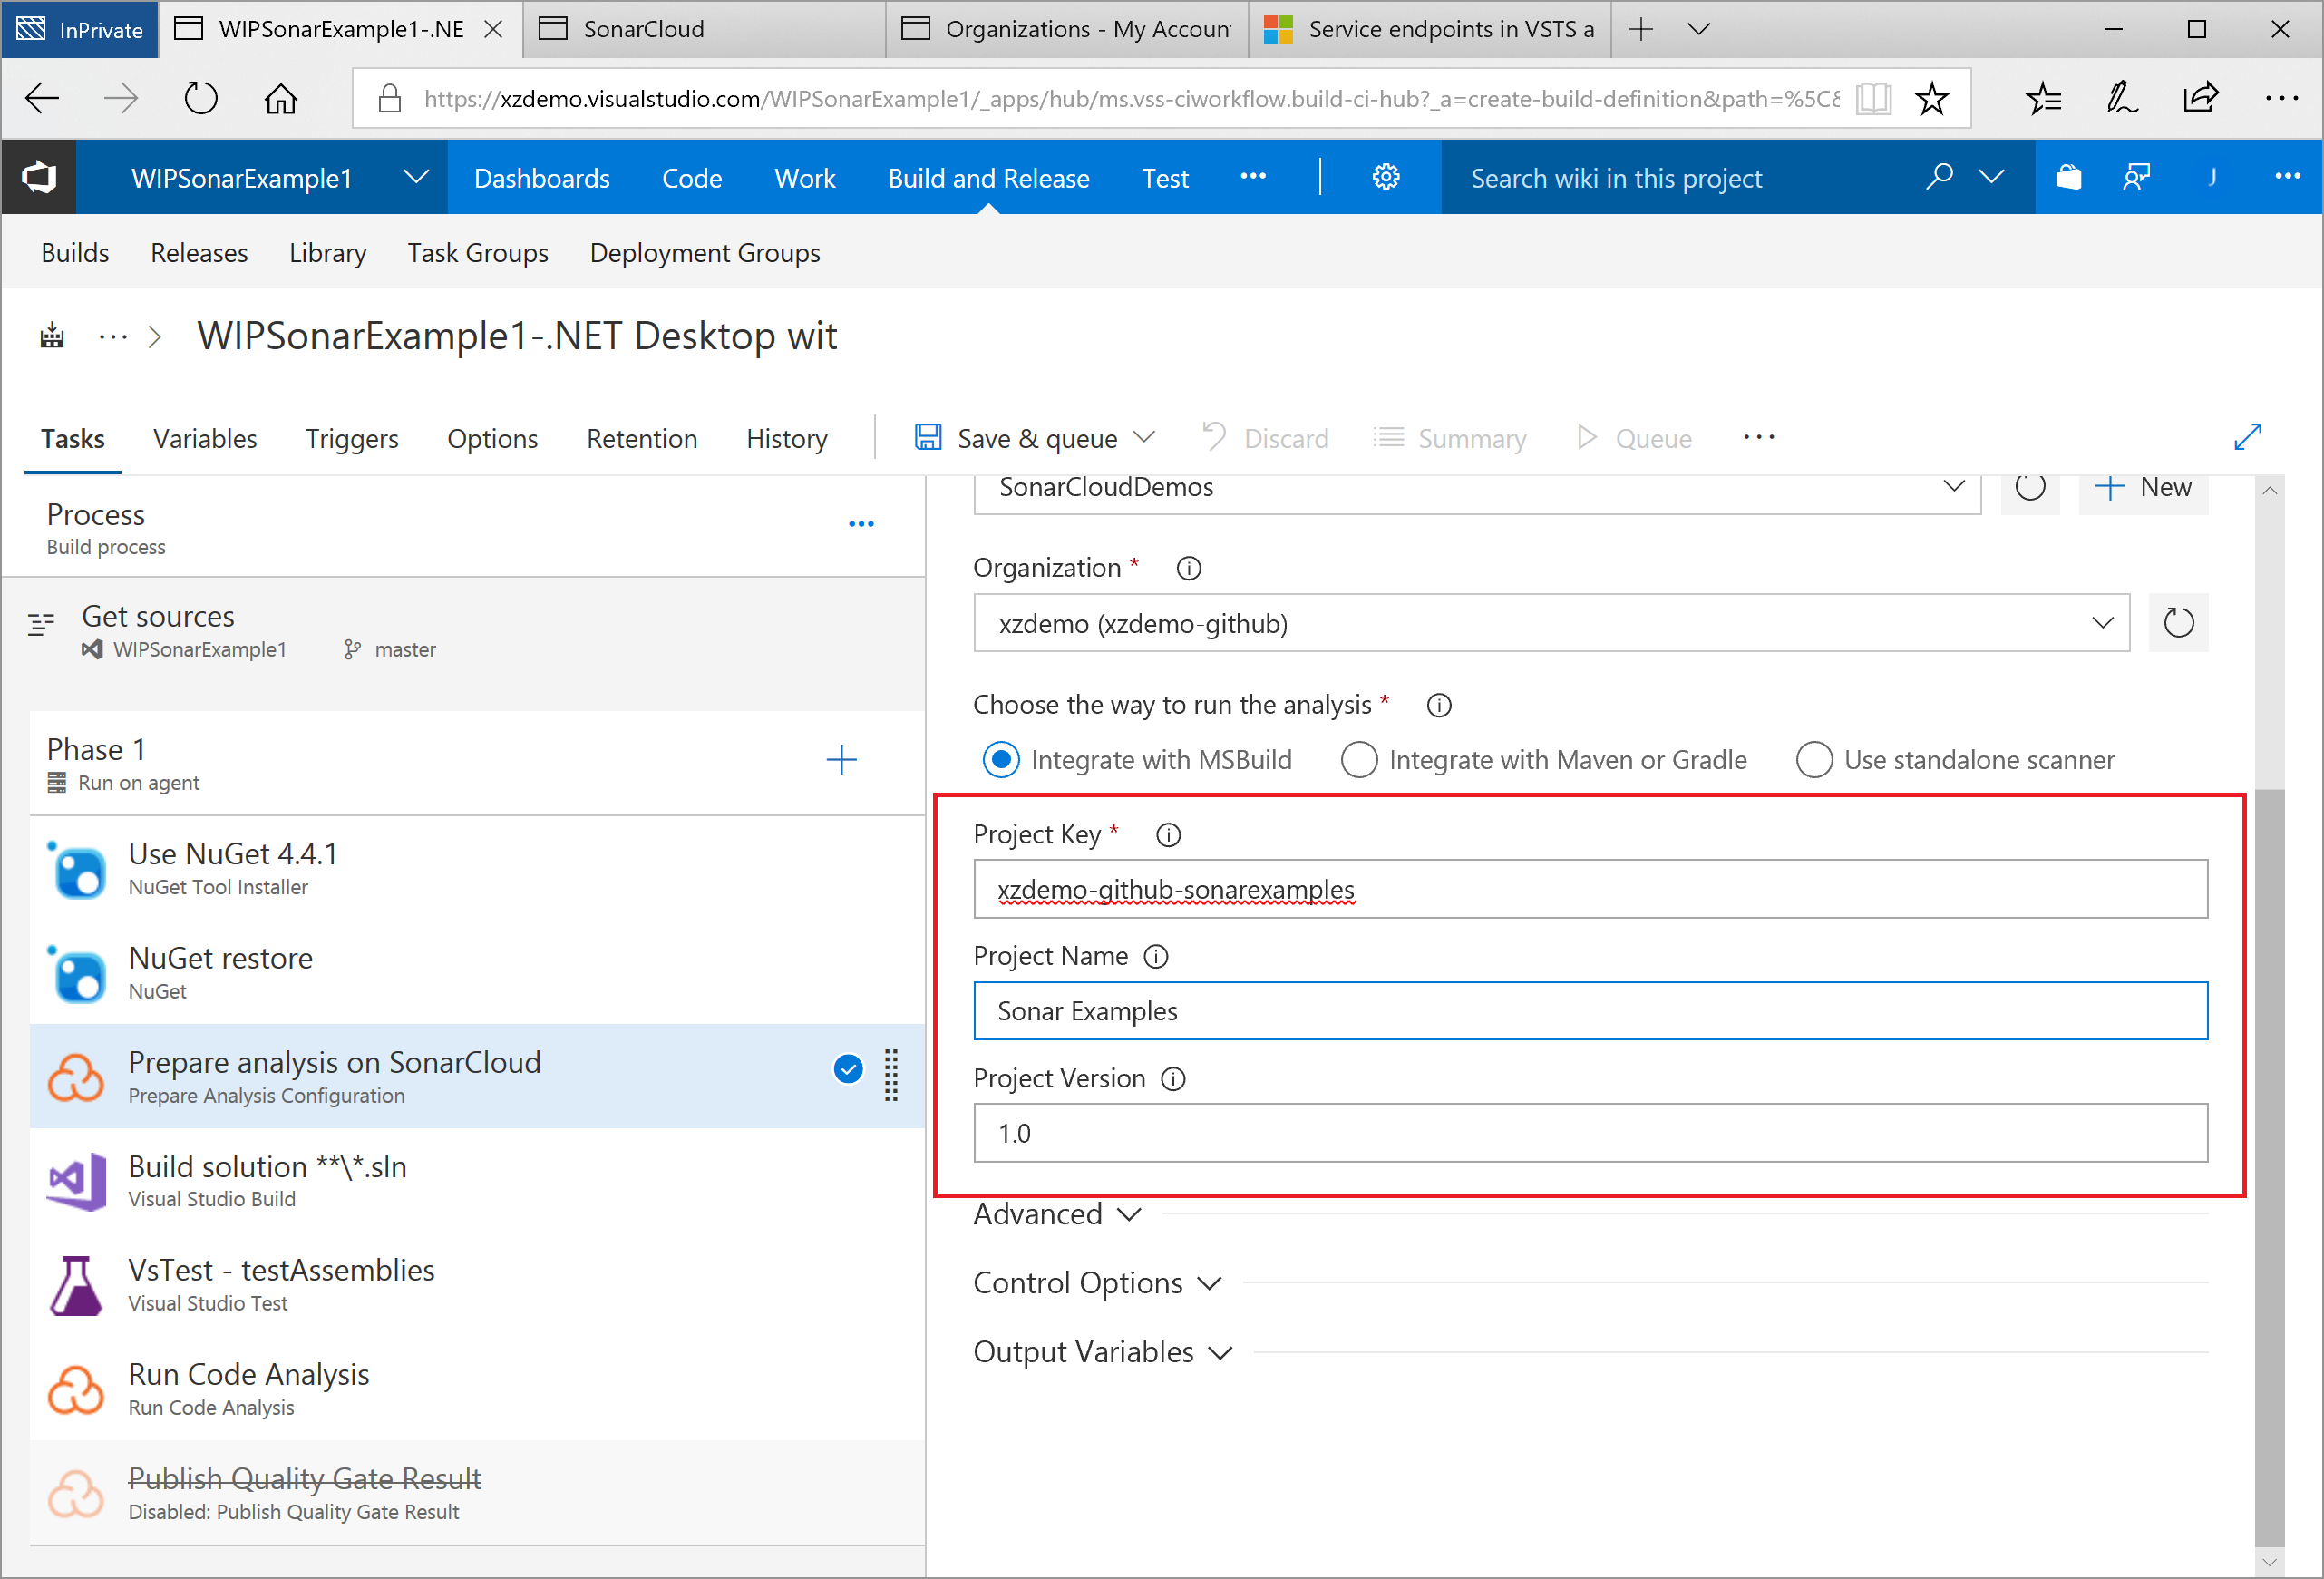 InPrivate
WIPSonarExample1-.NE
SonarCloud
Organizations - My Accoun
Service endpoints in VSTS a
https://xzdemo.visualstudio.com/WIPSonarExample1/_apps/hub/ms.vss-ciworkflow.build-ci-hub?_a=create-build-definition&path=%5C&
WIPSonarExample1
Dashboards
Code
Work
Build and Release
Test
Search wiki in this project
J
Builds
Releases
Library
Task Groups
Deployment Groups
... > WIPSonarExample1-.NET Desktop wit
Tasks
Variables
Triggers
Options
Retention
History
Save & queue
Discard
Summary
Queue
Process
Build process
Get sources
WIPSonarExample1
master
Phase 1
Run on agent
Use NuGet 4.4.1
NuGet Tool Installer
NuGet restore
NuGet
Prepare analysis on SonarCloud
Prepare Analysis Configuration
Build solution **\*.sln
Visual Studio Build
VsTest - testAssemblies
Visual Studio Test
Run Code Analysis
Run Code Analysis
Publish Quality Gate Result
Disabled: Publish Quality Gate Result
SonarCloudDemos
New
Organization *
xzdemo (xzdemo-github)
Choose the way to run the analysis *
Integrate with MSBuild
Integrate with Maven or Gradle
Use standalone scanner
Project Key *
xzdemo-github-sonarexamples
Project Name
Sonar Examples
Project Version
1.0
Advanced
Control Options
Output Variables